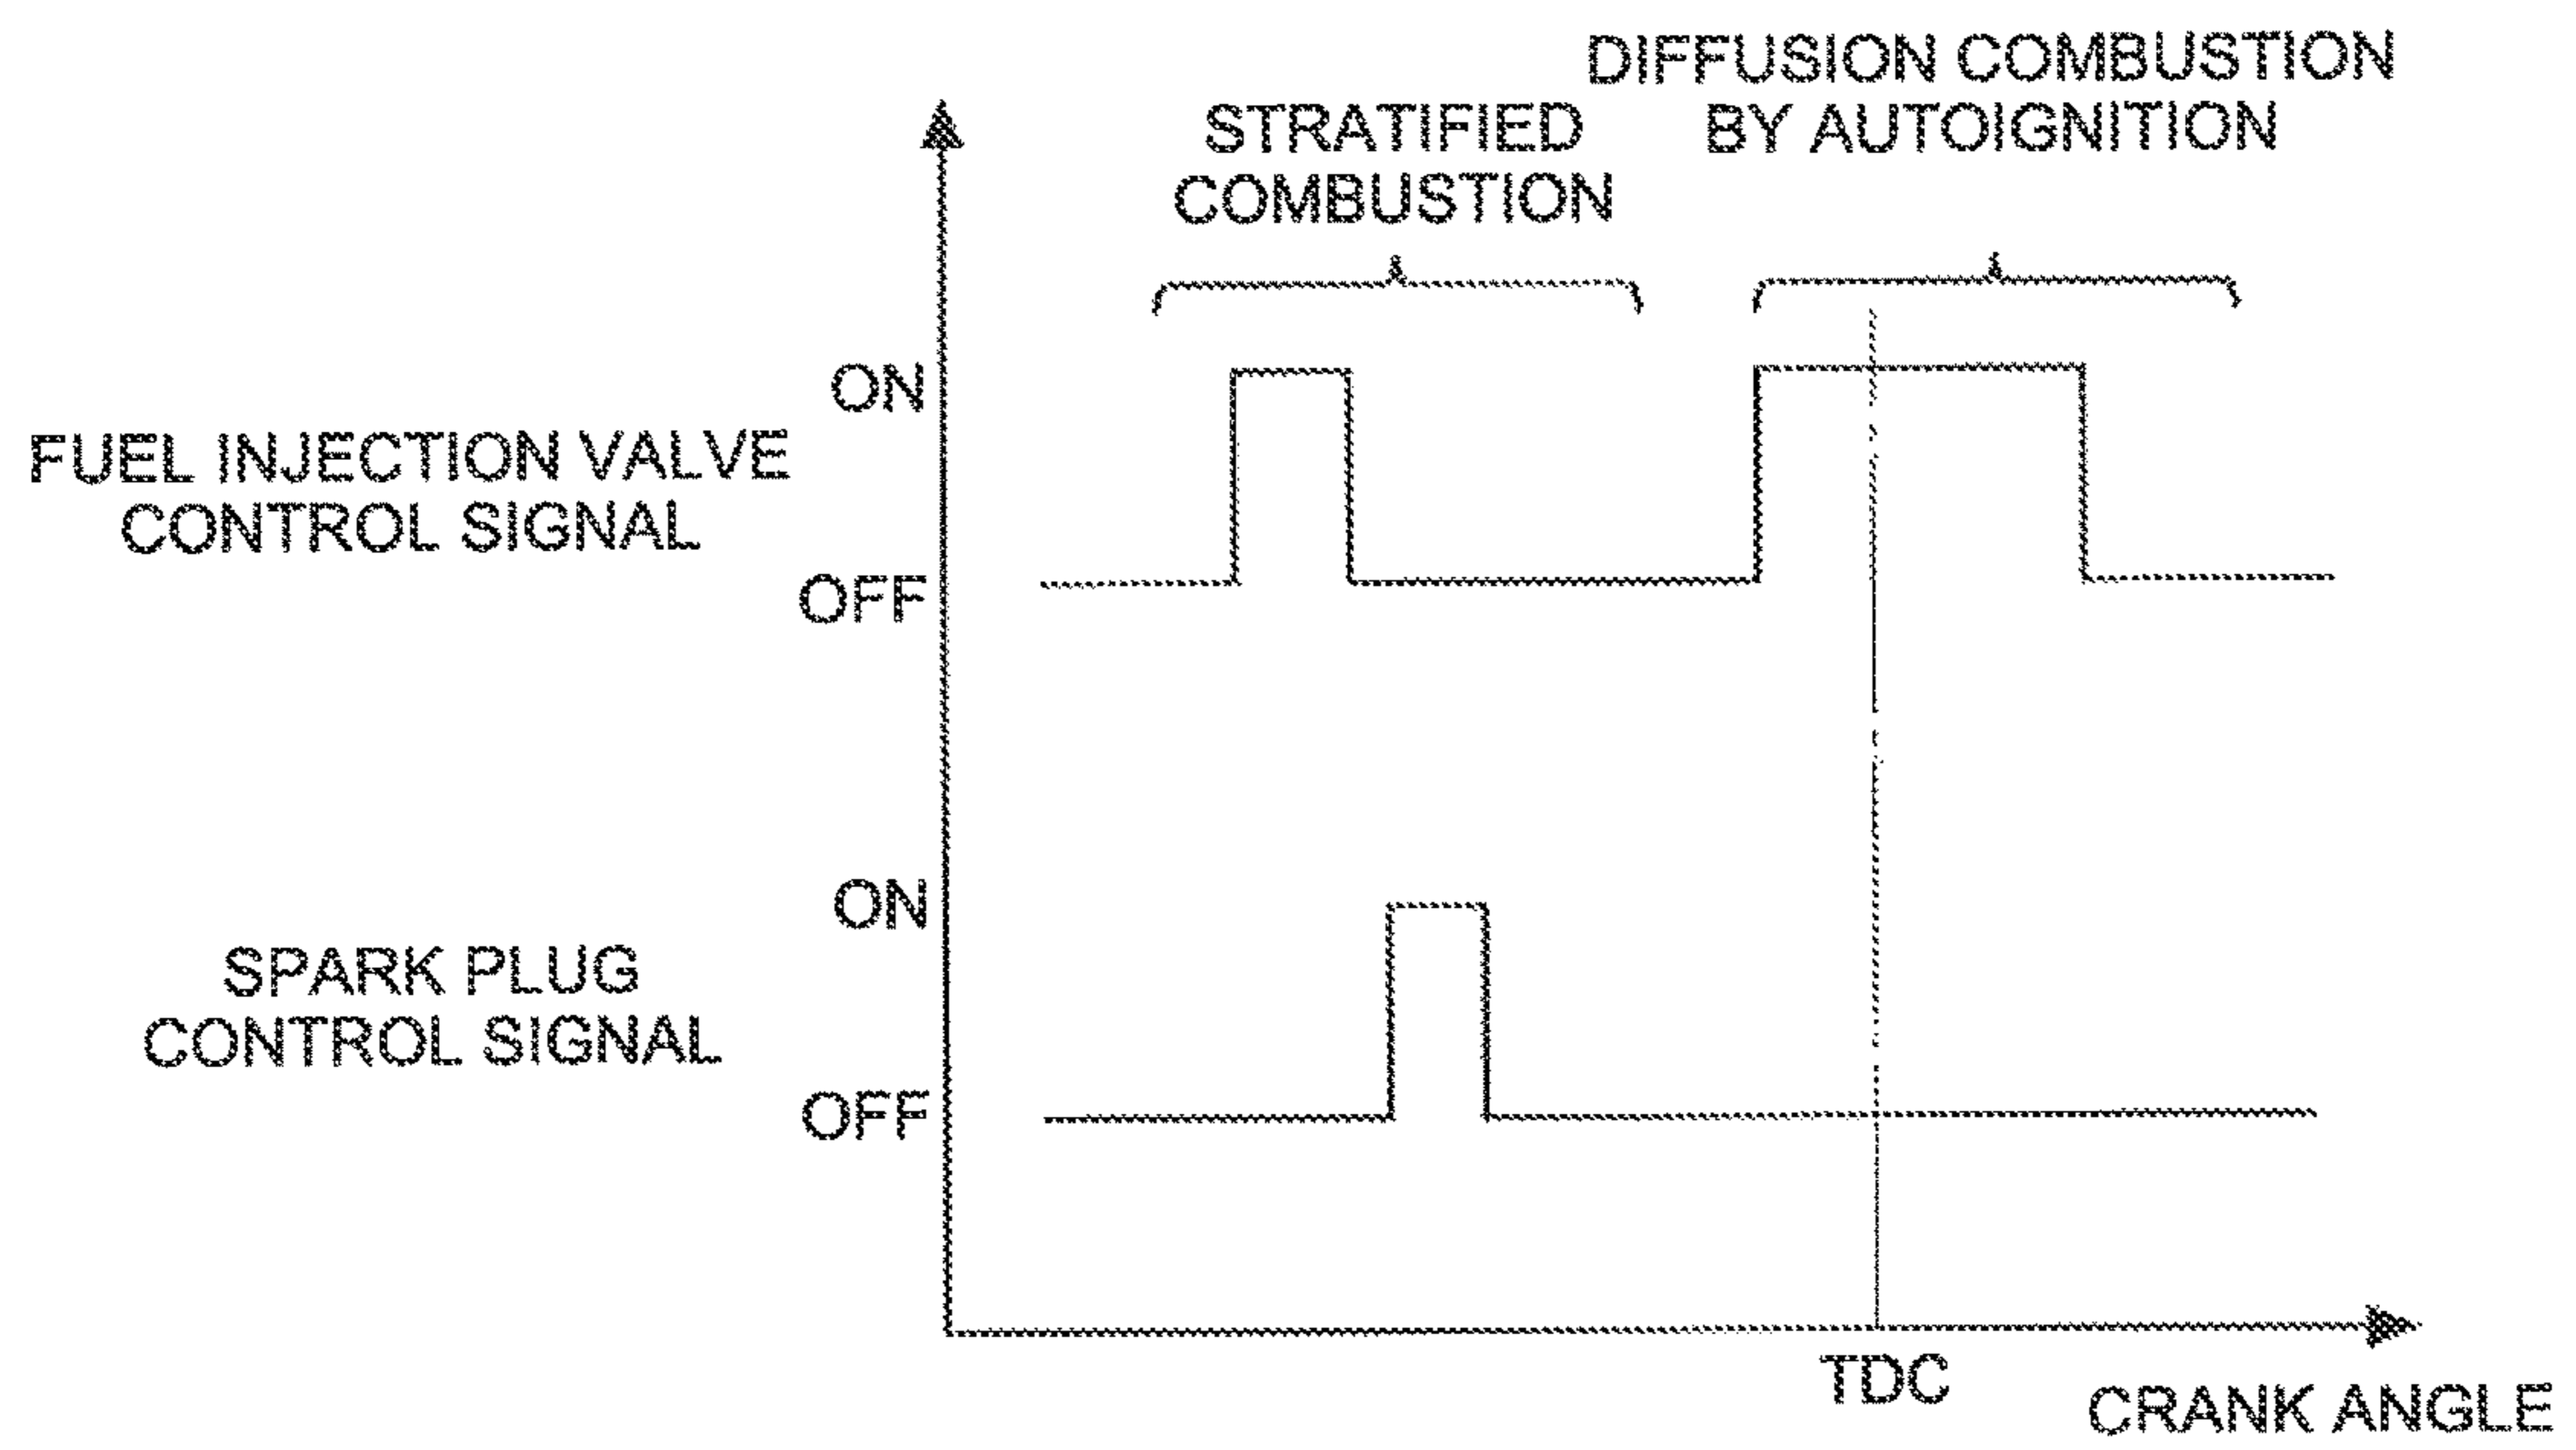 DIFFUSION COMBUSTION
BY AUTOIGNITION
STRATIFIED
COMBUSTION
ON
FUEL INJECTION VALVE
CONTROL SIGNAL
OFF
ON
SPARK PLUG
CONTROL SIGNAL
OFF
TDC
CRANK ANGLE